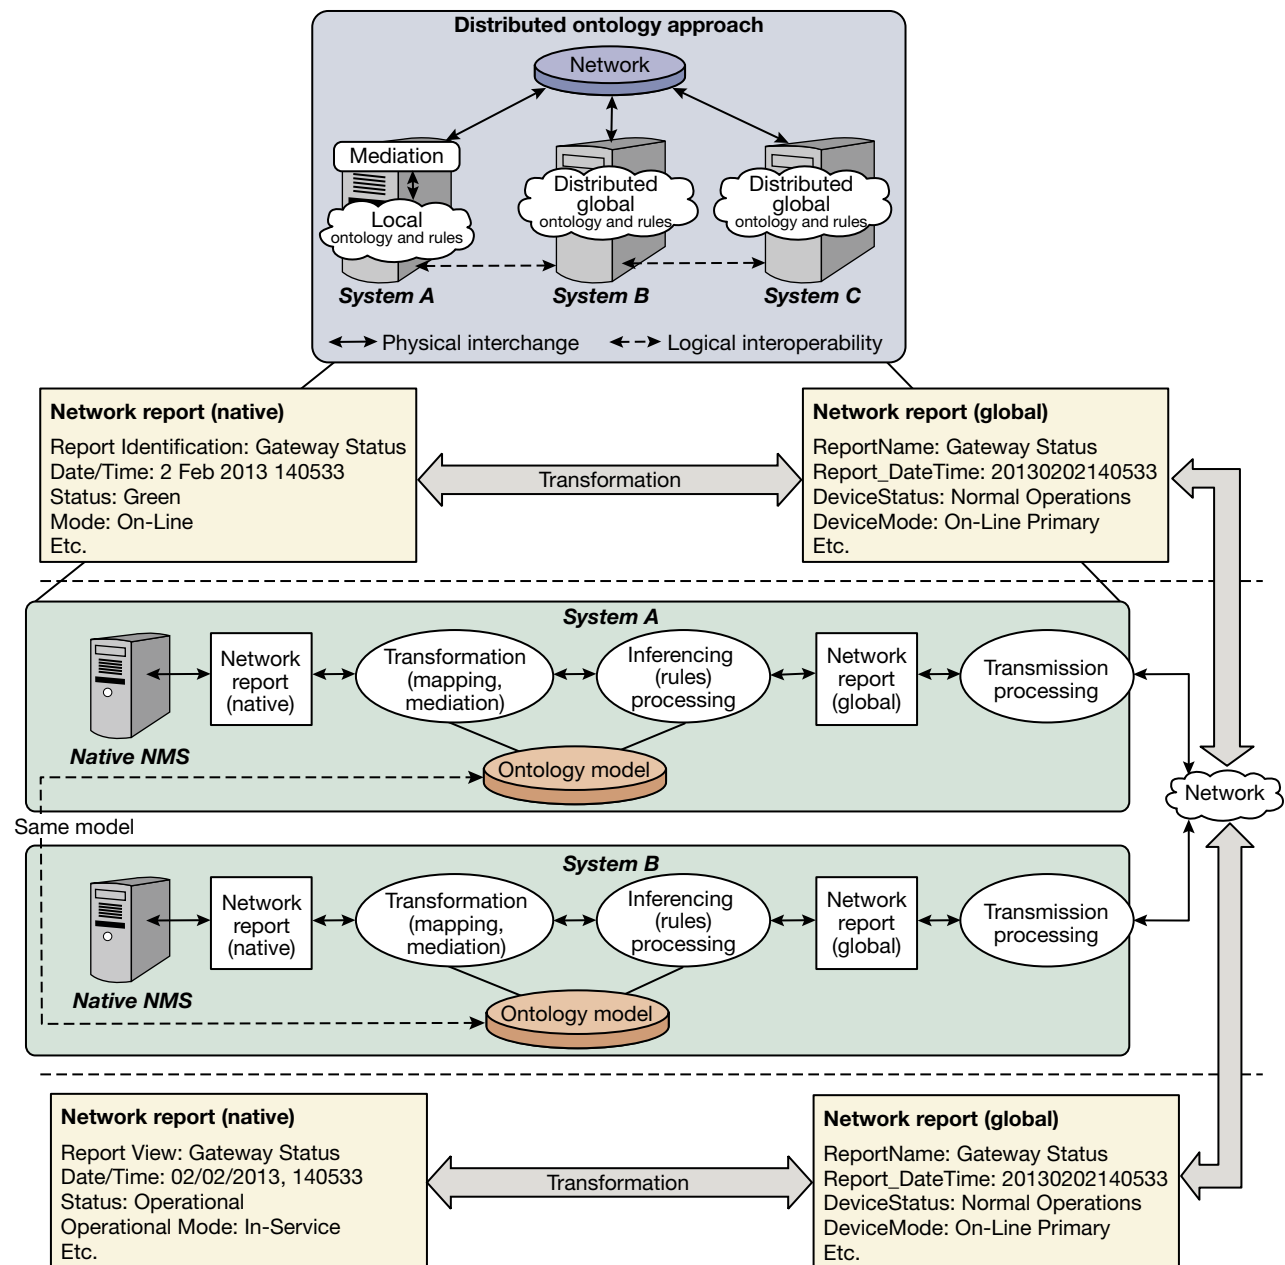 Distributed ontology approach
Network
Mediation
Local
ontology and rules
Distributed
global
ontology and rules
Distributed
global
ontology and rules
System A
System B
System C
Physical interchange
Logical interoperability
Network report (native)
Report Identification: Gateway Status
Date/Time: 2 Feb 2013 140533
Status: Green
Mode: On-Line
Etc.
Transformation
Network report (global)
ReportName: Gateway Status
Report_DateTime: 20130202140533
DeviceStatus: Normal Operations
DeviceMode: On-Line Primary
Etc.
System A
Native NMS
Network
report
(native)
Transformation
(mapping,
mediation)
Inferencing
(rules)
processing
Network
report
(global)
Transmission
processing
Ontology model
Network
Same model
System B
Native NMS
Network
report
(native)
Transformation
(mapping,
mediation)
Inferencing
(rules)
processing
Network
report
(global)
Transmission
processing
Ontology model
Network report (native)
Report View: Gateway Status
Date/Time: 02/02/2013, 140533
Status: Operational
Operational Mode: In-Service
Etc.
Transformation
Network report (global)
ReportName: Gateway Status
Report_DateTime: 20130202140533
DeviceStatus: Normal Operations
DeviceMode: On-Line Primary
Etc.